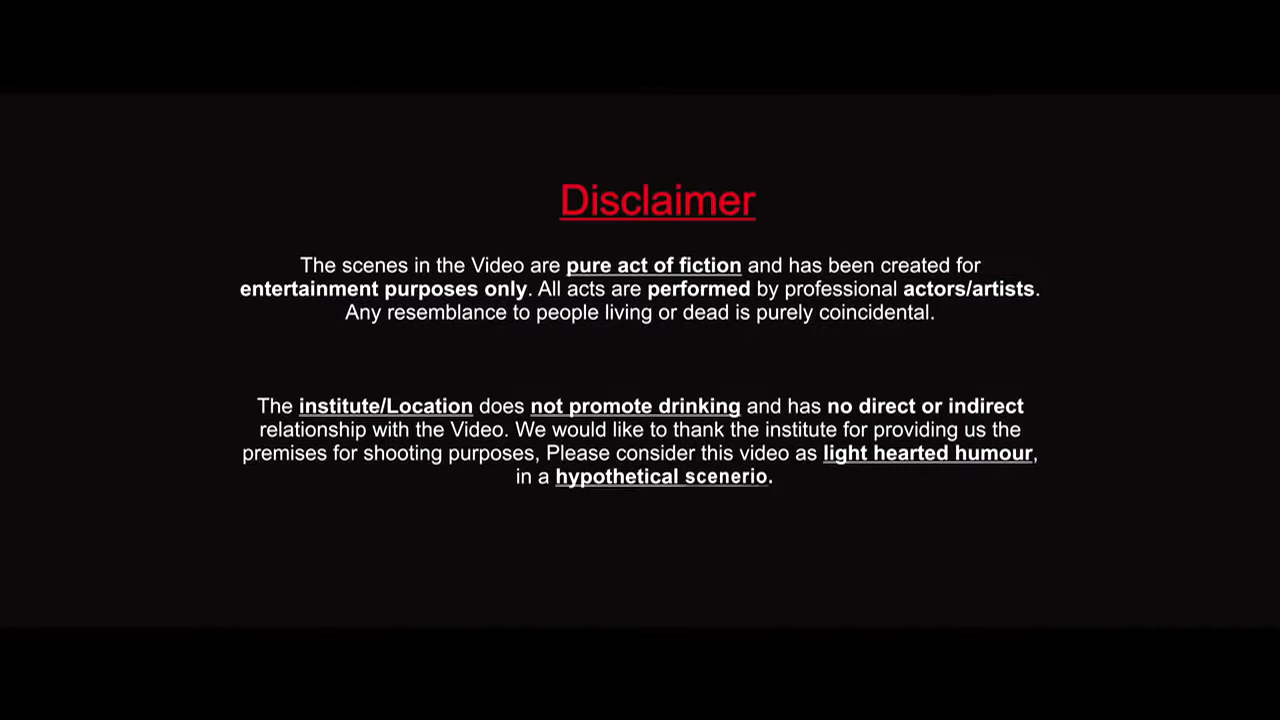 Disclaimer
The scenes in the Video are pure act of fiction and has been created for
entertainment purposes only. All acts are performed by professional actors/artists.
Any resemblance to people living or dead is purely coincidental.
The institute/Location does not promote drinking and has no direct or indirect
relationship with the Video. We would like to thank the institute for providing us the
premises for shooting purposes, Please consider this video as light hearted humour,
in a hypothetical scenerio.